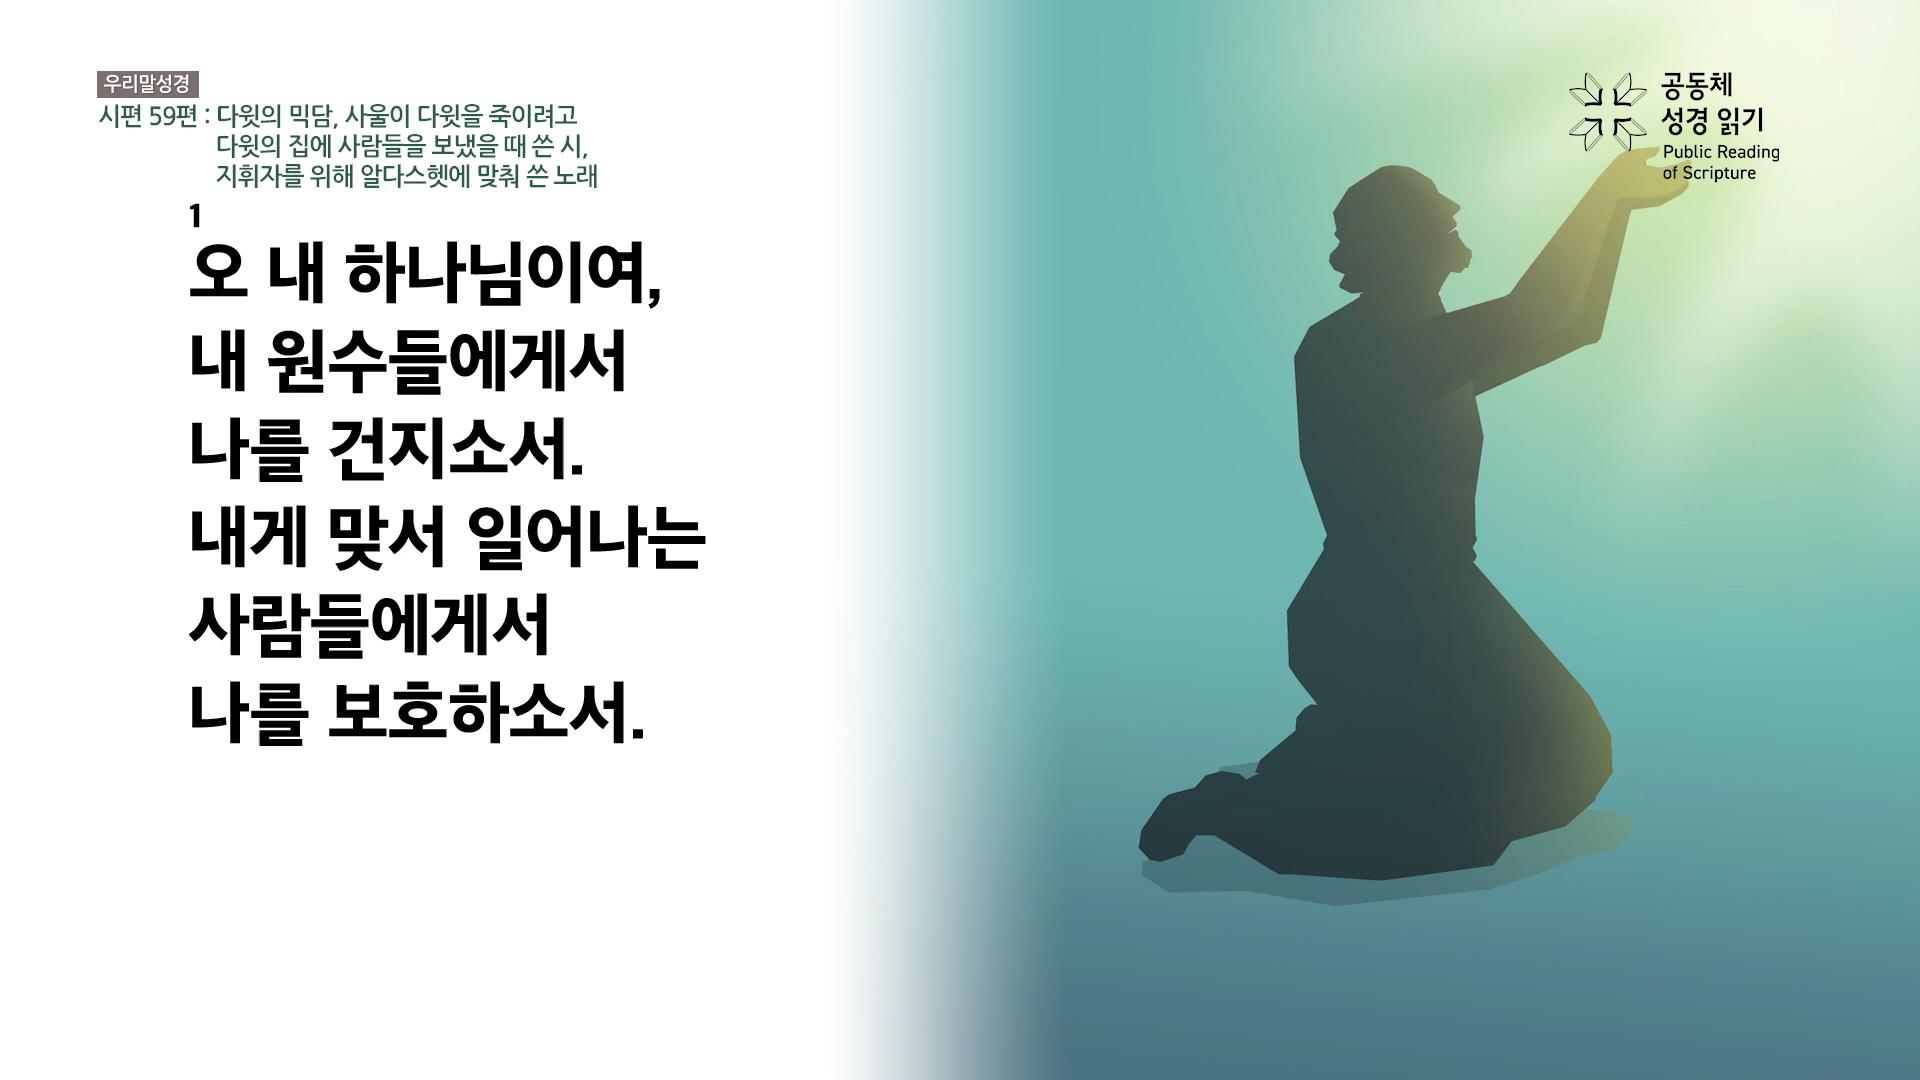 우리말성경
시편 59편 : 다윗의 믹담, 사울이 다윗을 죽이려고
다윗의 집에 사람들을 보냈을 때 쓴 시,
지휘자를 위해 알다스헷에 맞춰 쓴 노래
1
오 내 하나님이여,
내 원수들에게서
나를 건지소서.
내게 맞서 일어나는
사람들에게서
나를 보호하소서.
공동체
성경 읽기
Public Reading
of Scripture